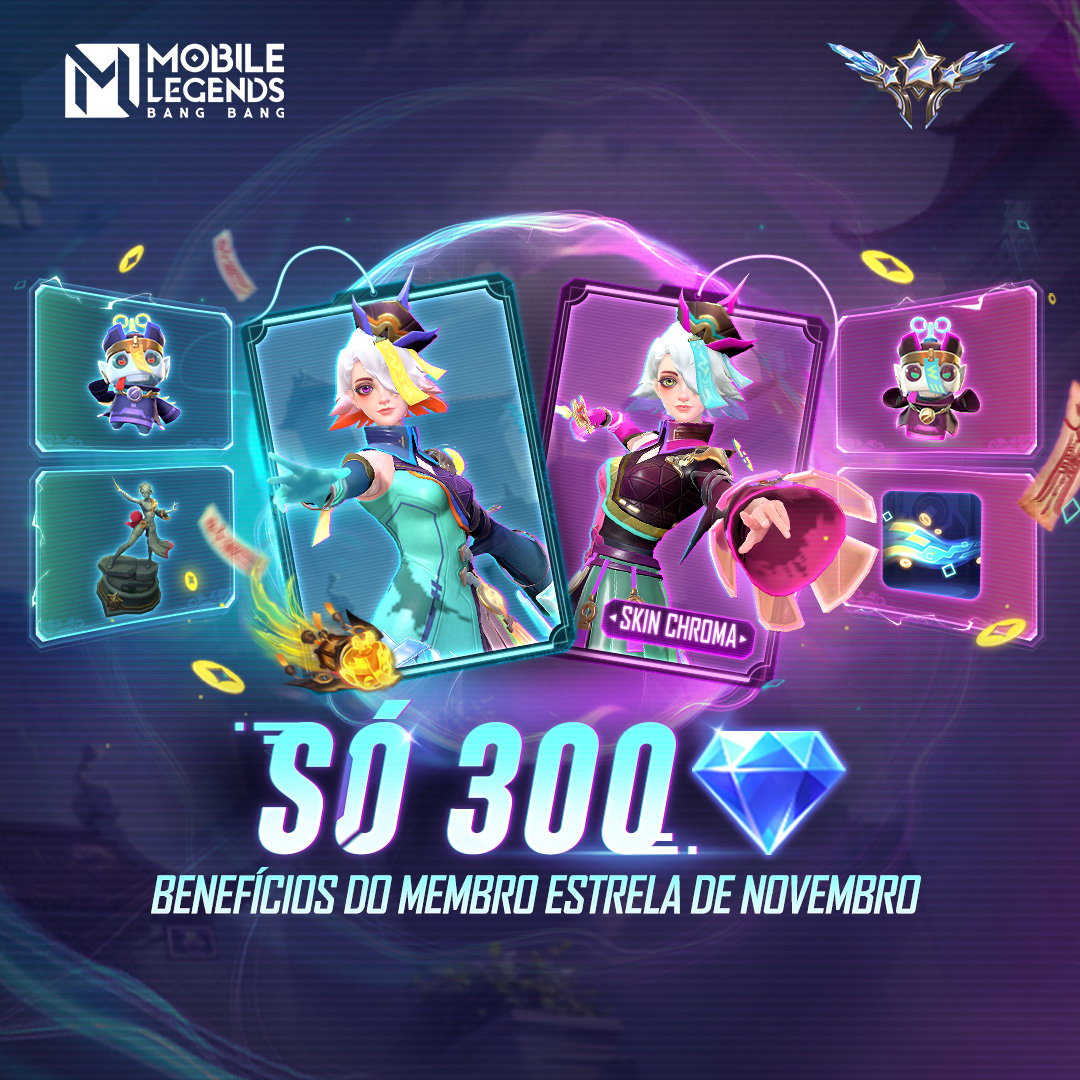 MOBILE
LEGENDS
BANG BANG
SKIN CHROMA
SÓ 300
BENEFÍCIOS DO MEMBRO ESTRELA DE NOVEMBRO